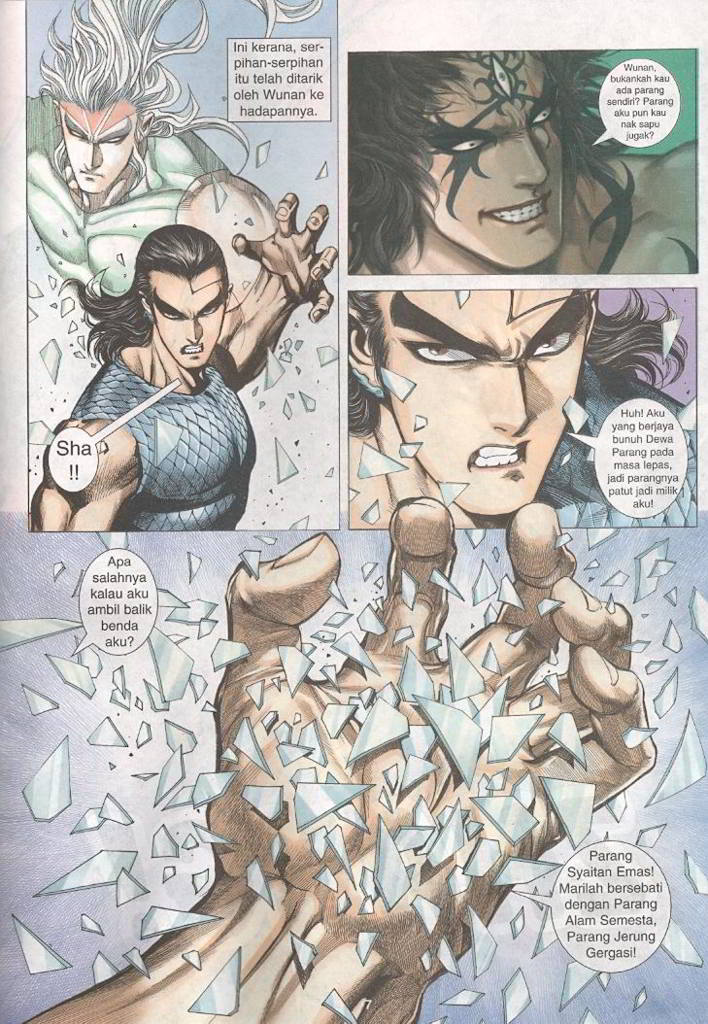 Ini kerana, ser-
pihan-serpihan
itu telah ditarik
oleh Wunan ke
hadapannya.
Sha
!!
Wunan,
bukankah kau
ada parang
sendiri? Parang
aku pun kau
nak sapu
jugak?
Huh! Aku
yang berjaya
bunuh Dewa
Parang pada
masa lepas,
jadi parangnya
patut jadi milik
aku!
Apa
salahnya
kalau aku
ambil balik
benda
aku?
Parang
Syaitan Emas!
Marilah bersebati
dengan Parang
Alam Semesta,
Parang Jerung
Gergasi!
7